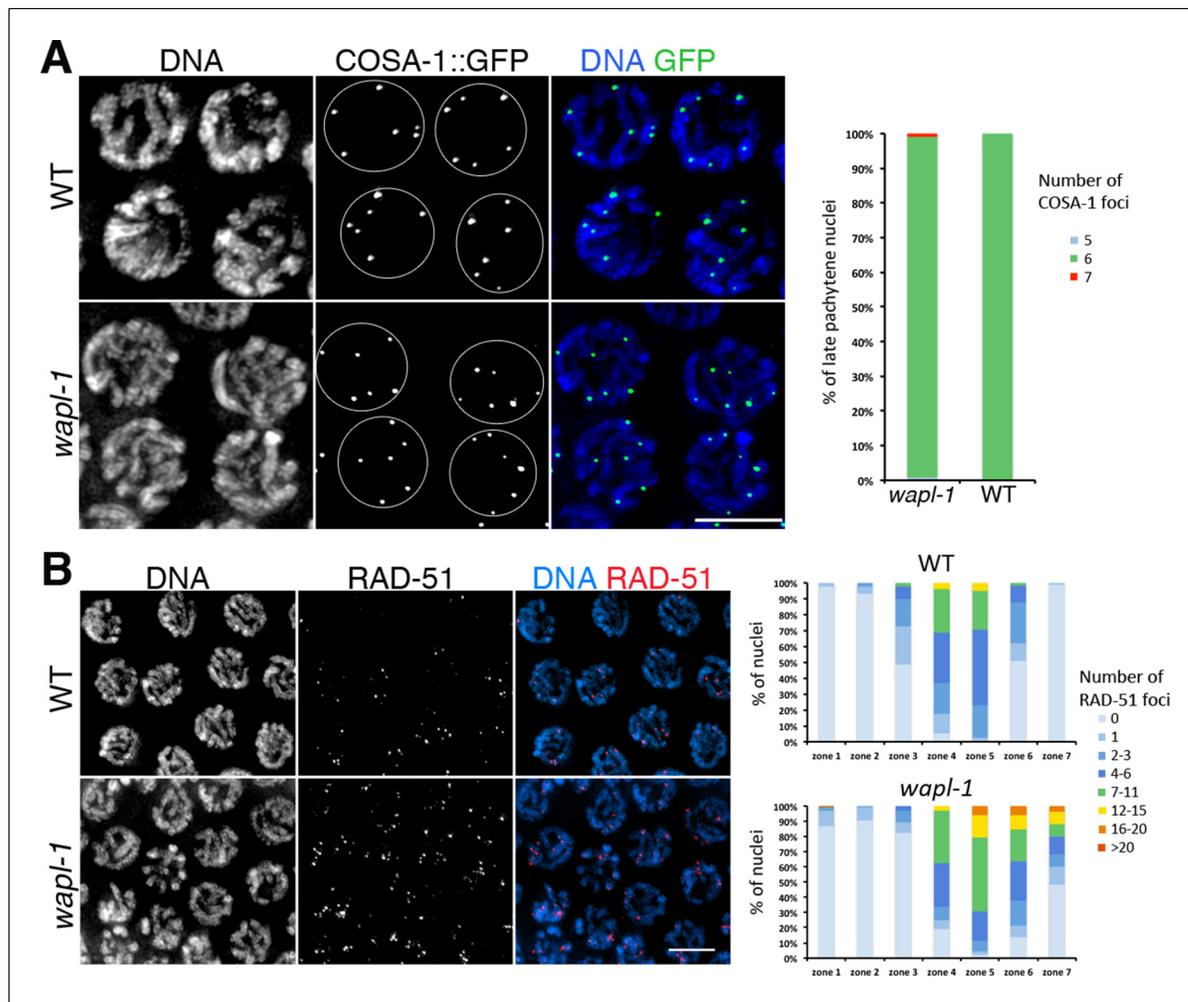 A
DNA COSA-1::GFP DNA GFP
WT
wapl-1
100%
90%
80%
70%
60%
50%
40%
30%
20%
10%
0%
% of late pachytene nuclei
wapl-1 WT
Number of
COSA-1 foci
5
6
7
B
DNA RAD-51 DNA RAD-51
WT
wapl-1
WT
100%
90%
80%
70%
60%
50%
40%
30%
20%
10%
0%
% of nuclei
zone 1 zone 2 zone 3 zone 4 zone 5 zone 6 zone 7
wapl-1
100%
90%
80%
70%
60%
50%
40%
30%
20%
10%
0%
% of nuclei
zone 1 zone 2 zone 3 zone 4 zone 5 zone 6 zone 7
Number of
RAD-51 foci
0
1
2-3
4-6
7-11
12-15
16-20
>20